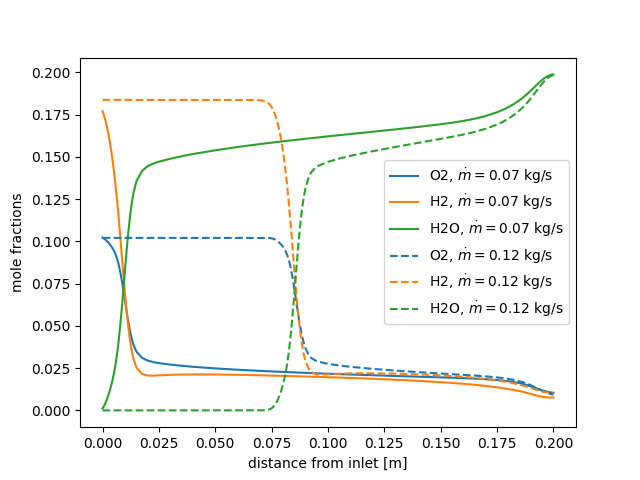 0.200
0.175
0.150
0.125
0.100
0.075
0.050
0.025
0.000
mole fractions
O2, ṁ = 0.07 kg/s
H2, ṁ = 0.07 kg/s
H2O, ṁ = 0.07 kg/s
O2, ṁ = 0.12 kg/s
H2, ṁ = 0.12 kg/s
H2O, ṁ = 0.12 kg/s
0.000 0.025 0.050 0.075 0.100 0.125 0.150 0.175 0.200
distance from inlet [m]